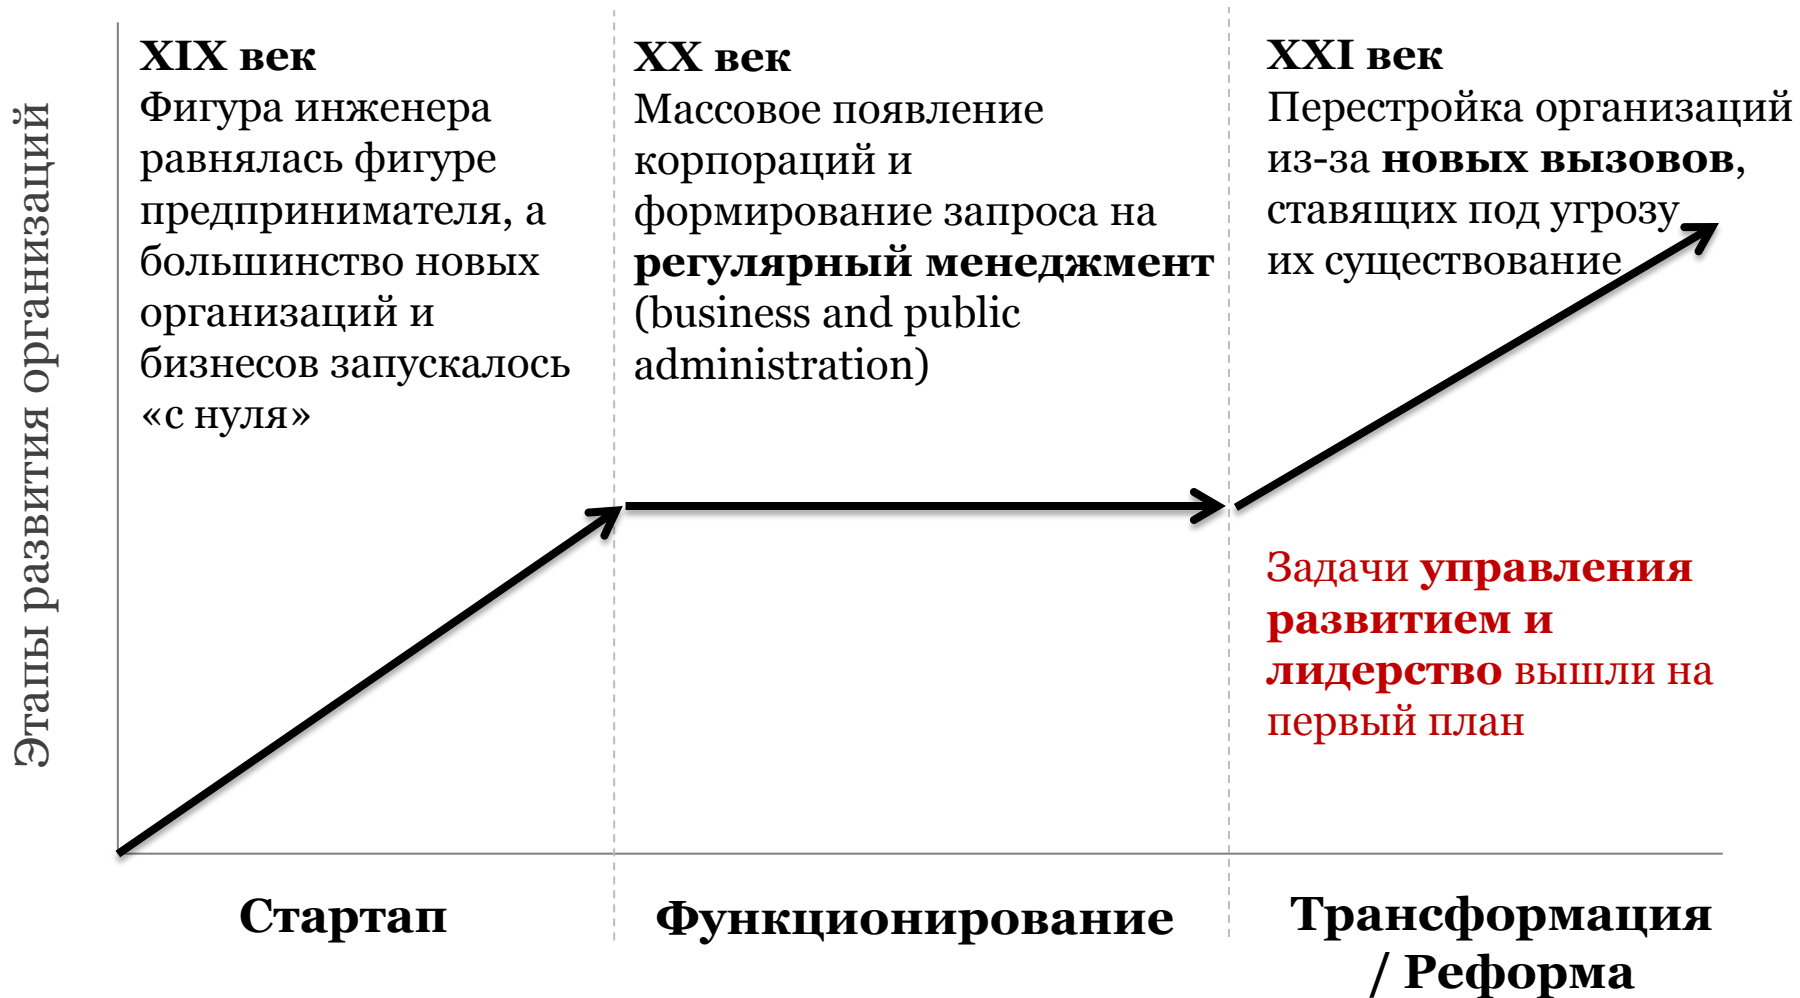 Этапы развития организаций
XIX век
Фигура инженера
равнялась фигуре
предпринимателя, а
большинство новых
организаций и
бизнесов запускалось
«с нуля»
XX век
Массовое появление
корпораций и
формирование запроса на
регулярный менеджмент
(business and public
administration)
XXI век
Перестройка организаций
из-за новых вызовов,
ставящих под угрозу
их существование
Задачи управления
развитием и
лидерство вышли на
первый план
Стартап
Функционирование
Трансформация
/ Реформа